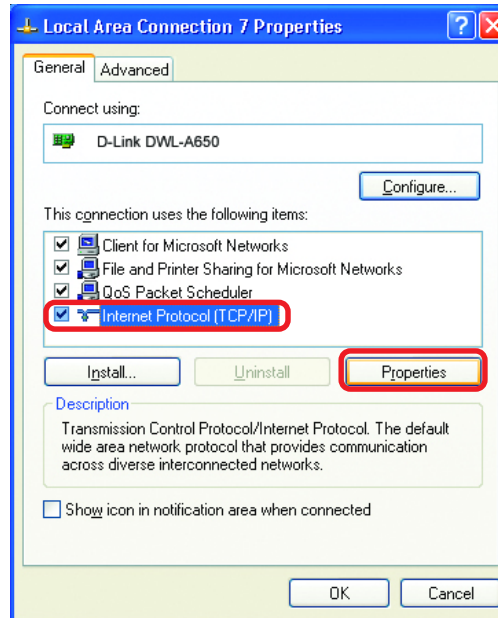 Local Area Connection 7 Properties
General
Advanced
Connect using:
D-Link DWL-A650
Configure...
This connection uses the following items:
Client for Microsoft Networks
File and Printer Sharing for Microsoft Networks
QoS Packet Scheduler
Internet Protocol (TCP/IP)
Install...
Uninstall
Properties
Description
Transmission Control Protocol/Internet Protocol. The default
wide area network protocol that provides communication
across diverse interconnected networks.
Show icon in notification area when connected
OK
Cancel